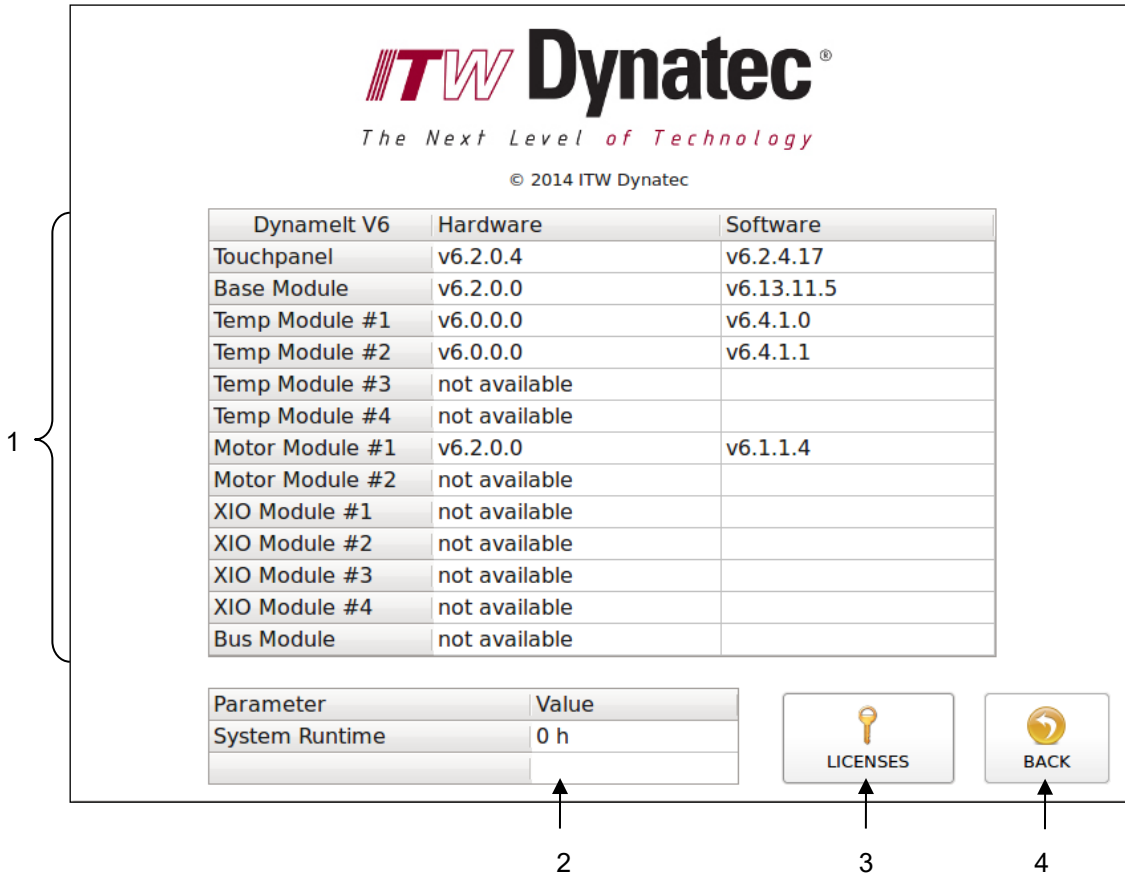 ITW Dynatec®
The Next Level of Technology
© 2014 ITW Dynatec
Dynamelt V6 Hardware Software
Touchpanel v6.2.0.4 v6.2.4.17
Base Module v6.2.0.0 v6.13.11.5
Temp Module #1 v6.0.0.0 v6.4.1.0
Temp Module #2 v6.0.0.0 v6.4.1.1
Temp Module #3 not available
Temp Module #4 not available
1
Motor Module #1 v6.2.0.0 v6.1.1.4
Motor Module #2 not available
XIO Module #1 not available
XIO Module #2 not available
XIO Module #3 not available
XIO Module #4 not available
Bus Module not available
Parameter Value
System Runtime 0 h
LICENSES BACK
2 3 4